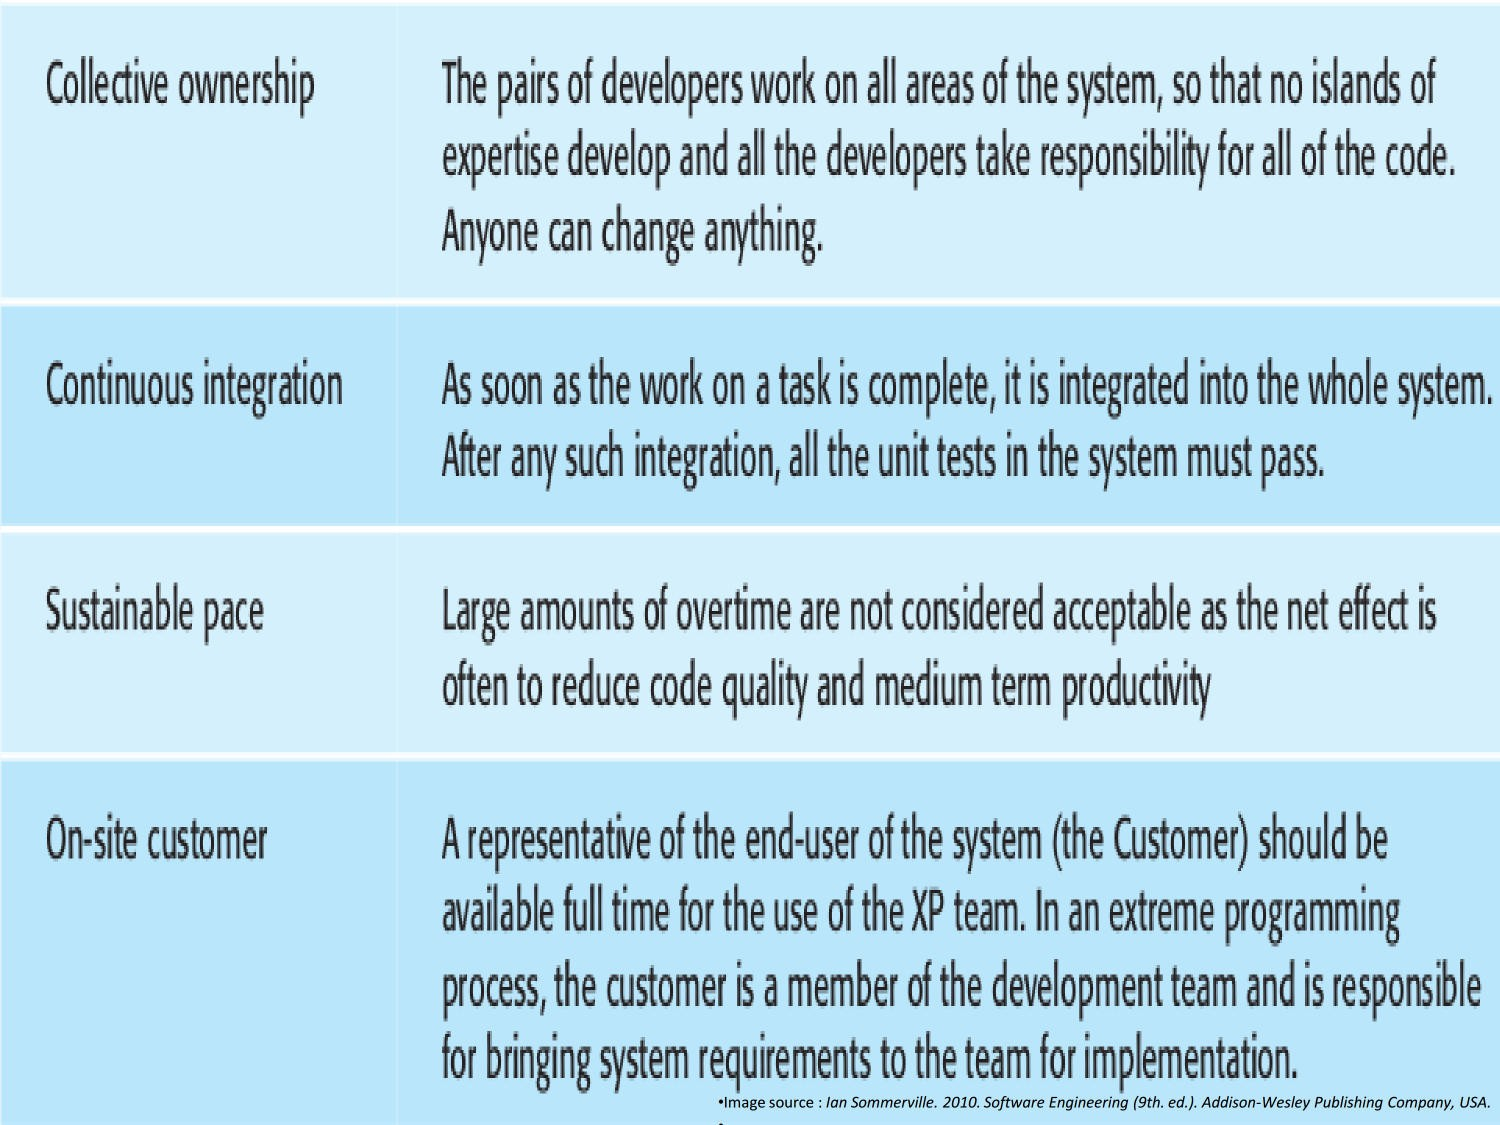 Collective ownership
The pairs of developers work on all areas of the system, so that no islands of
expertise develop and all the developers take responsibility for all of the code.
Anyone can change anything.
Continuous integration
As soon as the work on a task is complete, it is integrated into the whole system.
After any such integration, all the unit tests in the system must pass.
Sustainable pace
Large amounts of overtime are not considered acceptable as the net effect is
often to reduce code quality and medium term productivity
On-site customer
A representative of the end-user of the system (the Customer) should be
available full time for the use of the XP team. In an extreme programming
process, the customer is a member of the development team and is responsible
for bringing system requirements to the team for implementation.
•Image source : Ian Sommerville. 2010. Software Engineering (9th. ed.). Addison-Wesley Publishing Company, USA.
•